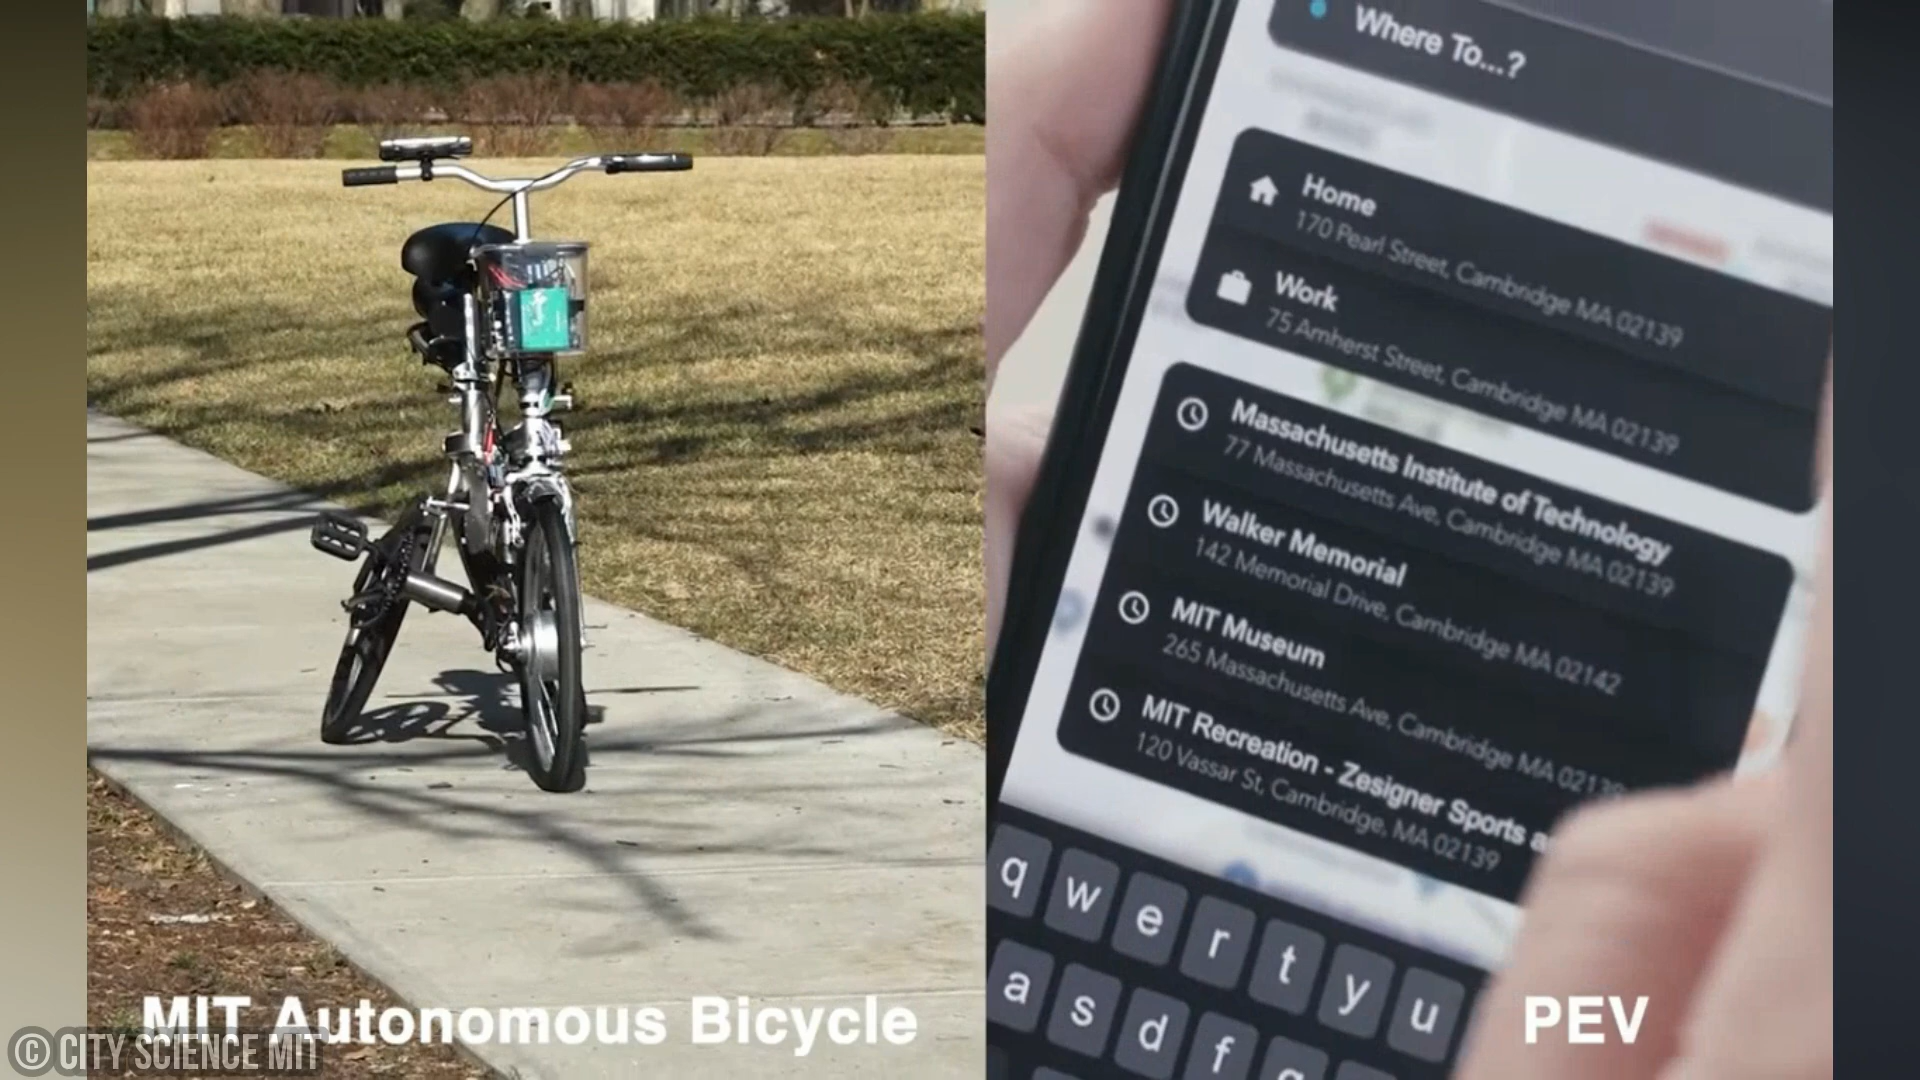 Where To...?
Home
170 Pearl Street, Cambridge MA 02139
Work
75 Amherst Street, Cambridge MA 02139
Massachusetts Institute of Technology
77 Massachusetts Ave, Cambridge MA 02139
Walker Memorial
142 Memorial Drive, Cambridge MA 02142
MIT Museum
265 Massachusetts Ave, Cambridge MA 02139
MIT Recreation - Zesigner Sports a
120 Vassar St, Cambridge, MA 02139
q w e r t y u
a s d f g
MIT Autonomous Bicycle
PEV
© CITY SCIENCE MIT